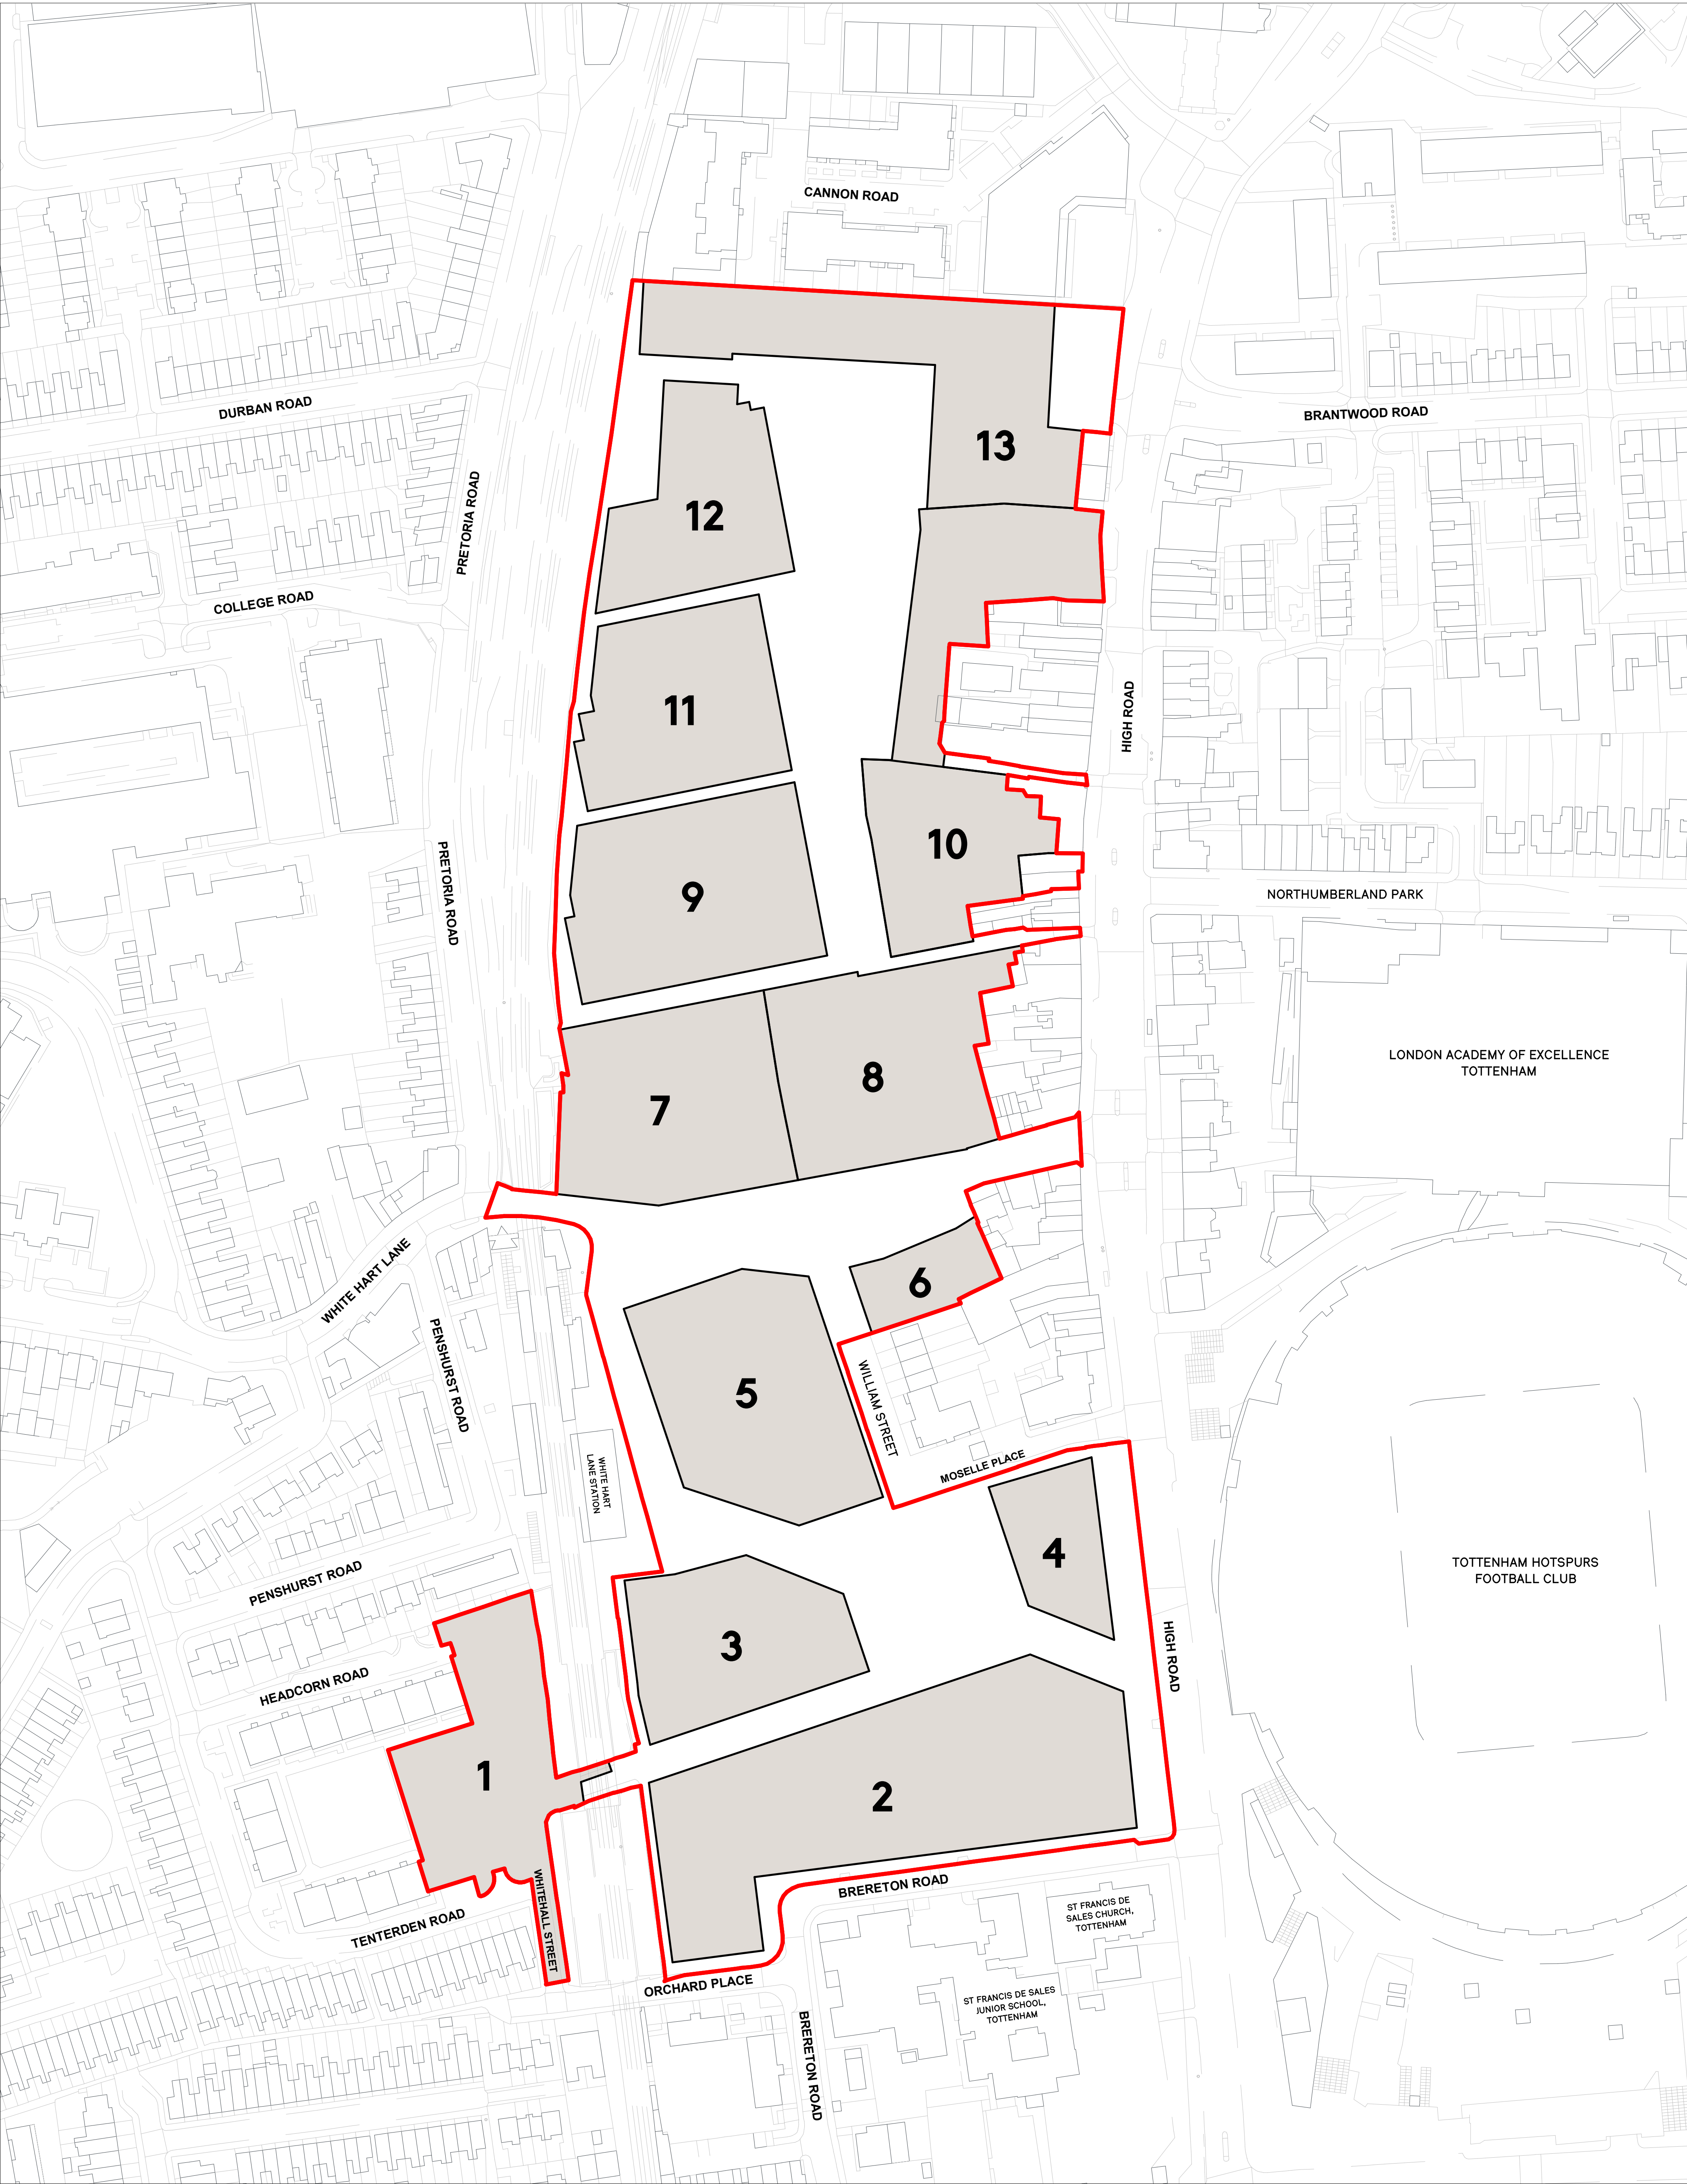 CANNON ROAD
DURBAN ROAD
BRANTWOOD ROAD
13
12
PRETORIA ROAD
COLLEGE ROAD
11
HIGH ROAD
10
PRETORIA ROAD
9
NORTHUMBERLAND PARK
LONDON ACADEMY OF EXCELLENCE
TOTTENHAM
8
7
WHITE HART LANE
6
PENSHURST ROAD
5
WILLIAM STREET
MOSELLE PLACE
WHITE HART
LANE STATION
4
TOTTENHAM HOTSPURS
FOOTBALL CLUB
PENSHURST ROAD
3
HIGH ROAD
HEADCORN ROAD
1
2
BRERETON ROAD
ST FRANCIS DE
SALES CHURCH,
TOTTENHAM
WHITEHALL STREET
TENTERDEN ROAD
ORCHARD PLACE
ST FRANCIS DE SALES
JUNIOR SCHOOL,
TOTTENHAM
BRERETON ROAD